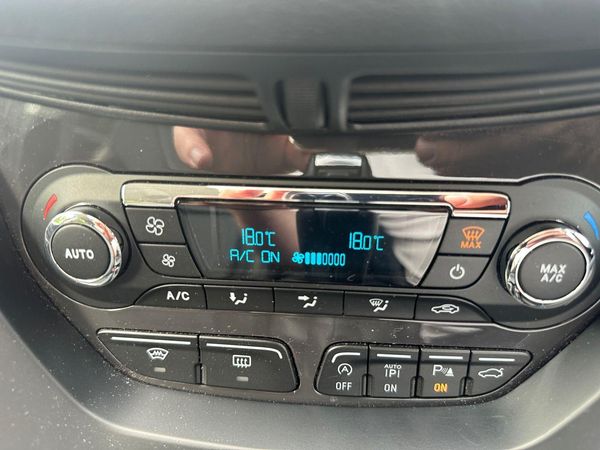 18.0°C 18.0°C
A/C ON
MAX
AUTO
MAX
A/C
A/C
OFF
AUTO
ON
P
ON